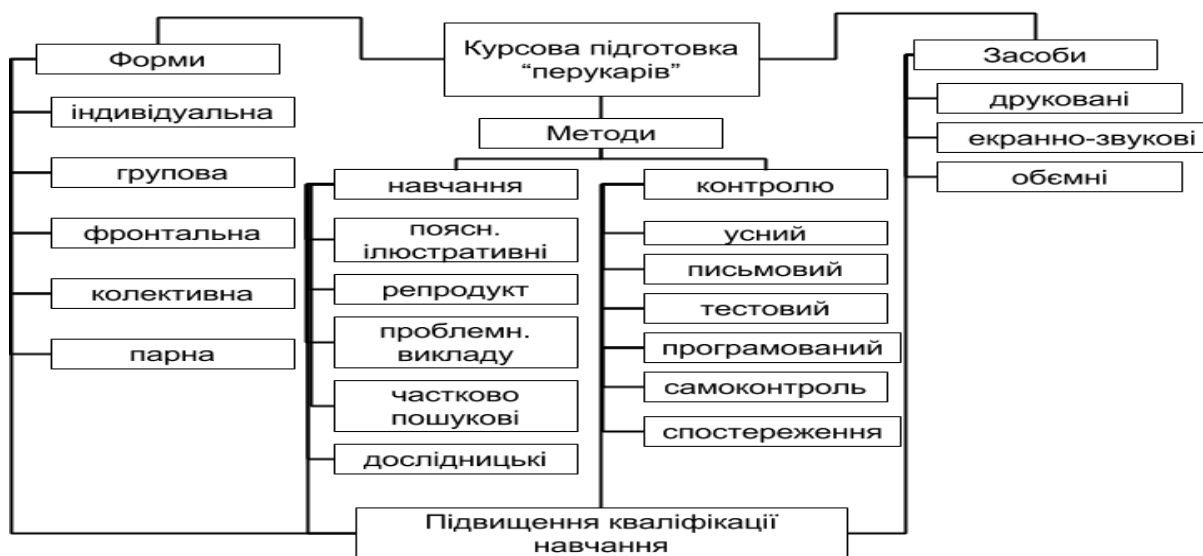 Курсова підготовка
“перукарів”
Форми
індивідуальна
групова
фронтальна
колективна
парна
Методи
навчання
поясн.
ілюстративні
репродукт
проблемн.
викладу
частково
пошукові
дослідницькі
контролю
усний
письмовий
тестовий
програмований
самоконтроль
спостереження
Засоби
друковані
екранно-звукові
обємні
Підвищення кваліфікації
навчання